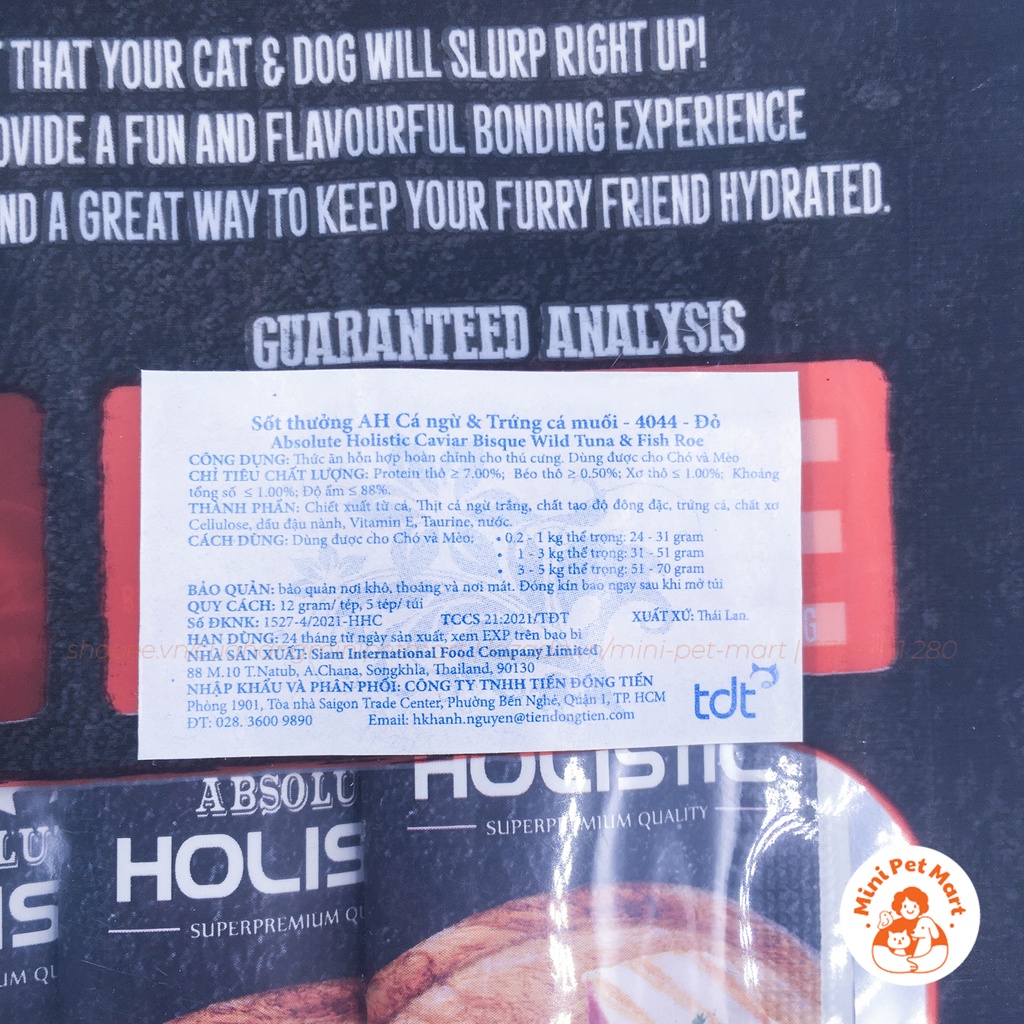 THAT YOUR CAT & DOG WILL SLURP RIGHT UP!
A FUN AND FLAVOURFUL BONDING EXPERIENCE
A GREAT WAY TO KEEP YOUR FURRY FRIEND HYDRATED.
GUARANTEED ANALYSIS
Sốt thưởng AH Cá ngừ & Trứng cá muối - 4044 - Đỏ
Absolute Holistic Caviar Bisque Wild Tuna & Fish Roe
CÔNG DỤNG: Thức ăn hỗn hợp hoàn chỉnh cho thú cưng. Dùng được cho Chó và Mèo
CHỈ TIÊU CHẤT LƯỢNG: Protein thô ≥ 7.00%; Béo thô ≥ 0.50%; Xơ thô ≤ 1.00%; Khoáng
tổng số ≤ 1.00%; Độ ẩm ≤ 88%.
THÀNH PHẦN: Chiết xuất từ cá, Thịt cá ngừ trắng, chất tạo độ đông đặc, trứng cá, chất xơ
Cellulose, dầu đậu nành, Vitamin E, Taurine, nước.
CÁCH DÙNG: Dùng được cho Chó và Mèo: • 0.2 - 1 kg thể trọng: 24 - 31 gram
• 1 - 3 kg thể trọng: 31 - 51 gram
• 3 - 5 kg thể trọng: 51 - 70 gram
BẢO QUẢN: bảo quản nơi khô, thoáng và nơi mát. Đóng kín bao ngay sau khi mở túi
QUY CÁCH: 12 gram/ tép, 5 tép/ túi
Số ĐKNK: 1527-4/2021-HHC TCCS 21:2021/TĐT XUẤT XỨ: Thái Lan.
HẠN DÙNG: 24 tháng từ ngày sản xuất, xem EXP trên bao bì
NHÀ SẢN XUẤT: Siam International Food Company Limited
88 M.10 T.Natub, A.Chana, Songkhla, Thailand, 90130
NHẬP KHẨU VÀ PHÂN PHỐI: CÔNG TY TNHH TIẾN ĐỒNG TIẾN
Phòng 1901, Tòa nhà Saigon Trade Center, Phường Bến Nghé, Quận 1, TP. HCM
ĐT: 028. 3600 9890 Email: hkhanh.nguyen@tiendongtien.com
tdt
HOLISTIC
SUPERPREMIUM QUALITY
ABSOLU
HOLIS
SUPERPREMIUM QU
Mini Pet Mart